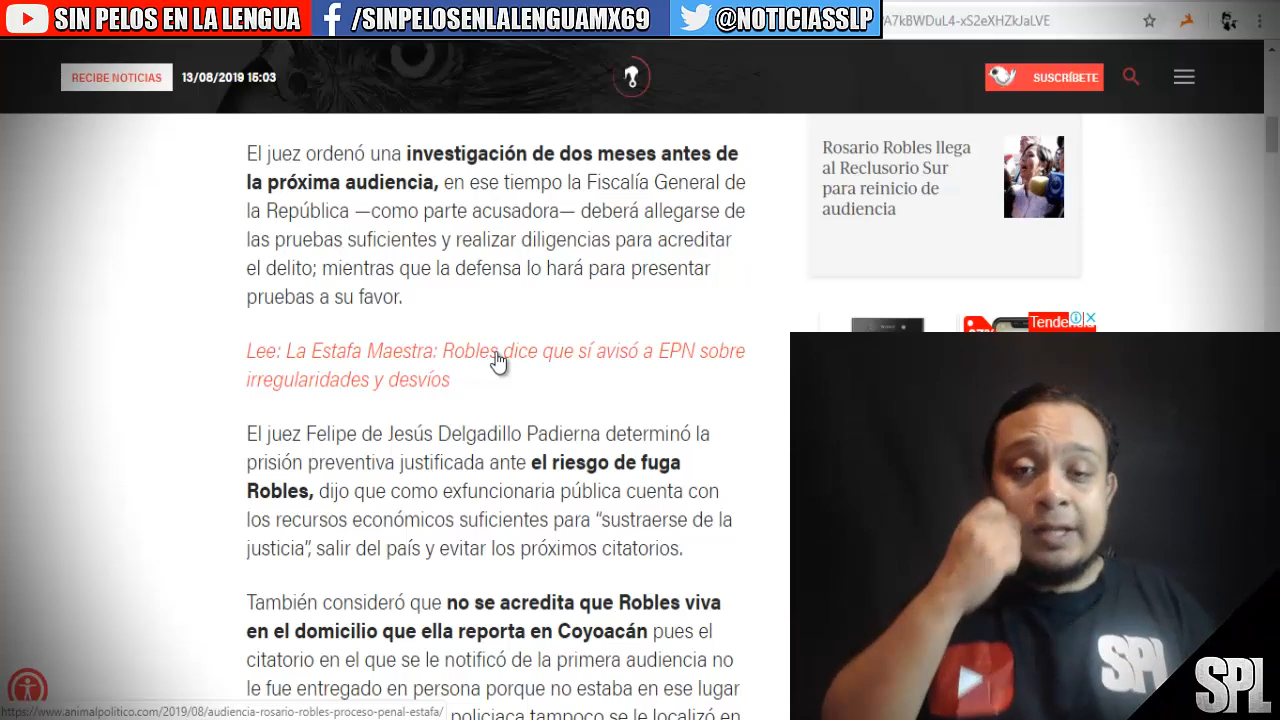 SIN PELOS EN LA LENGUA
/SINPELOSENLALENGUAMX69
@NOTICIASSLP
A7kBWDuL4-xS2eXHZkJaLVE
RECIBE NOTICIAS
13/08/2019 15:03
SUSCRÍBETE
El juez ordenó una investigación de dos meses antes de
la próxima audiencia, en ese tiempo la Fiscalía General de
la República —como parte acusadora— deberá allegarse de
las pruebas suficientes y realizar diligencias para acreditar
el delito; mientras que la defensa lo hará para presentar
pruebas a su favor.
Lee: La Estafa Maestra: Robles dice que sí avisó a EPN sobre
irregularidades y desvíos
El juez Felipe de Jesús Delgadillo Padierna determinó la
prisión preventiva justificada ante el riesgo de fuga
Robles, dijo que como exfuncionaria pública cuenta con
los recursos económicos suficientes para “sustraerse de la
justicia”, salir del país y evitar los próximos citatorios.
También consideró que no se acredita que Robles viva
en el domicilio que ella reporta en Coyoacán pues el
citatorio en el que se le notificó de la primera audiencia no
le fue entregado en persona porque no estaba en ese lugar
policiaca tampoco se le localizó en
https://www.animalpolitico.com/2019/08/audiencia-rosario-robles-proceso-penal-estafa/
Rosario Robles llega
al Reclusorio Sur
para reinicio de
audiencia
Tendencia
SPL
SPL